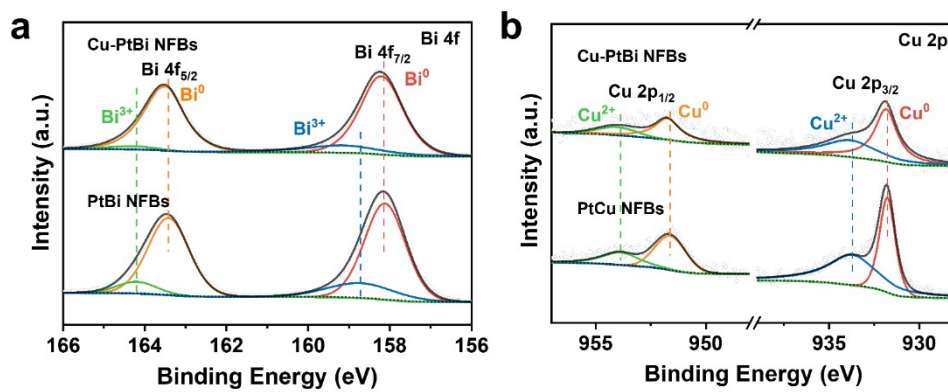 a
Cu-PtBi NFBs
Bi 4f
Bi 4f5/2
Bi 4f7/2
Bi3+
Bi0
Bi3+
Bi0
PtBi NFBs
Intensity (a.u.)
166 164 162 160 158 156
Binding Energy (eV)
b
Cu-PtBi NFBs
Cu 2p
Cu 2p1/2
Cu 2p3/2
Cu2+
Cu0
Cu2+
Cu0
PtCu NFBs
Intensity (a.u.)
955 950 935 930
Binding Energy (eV)